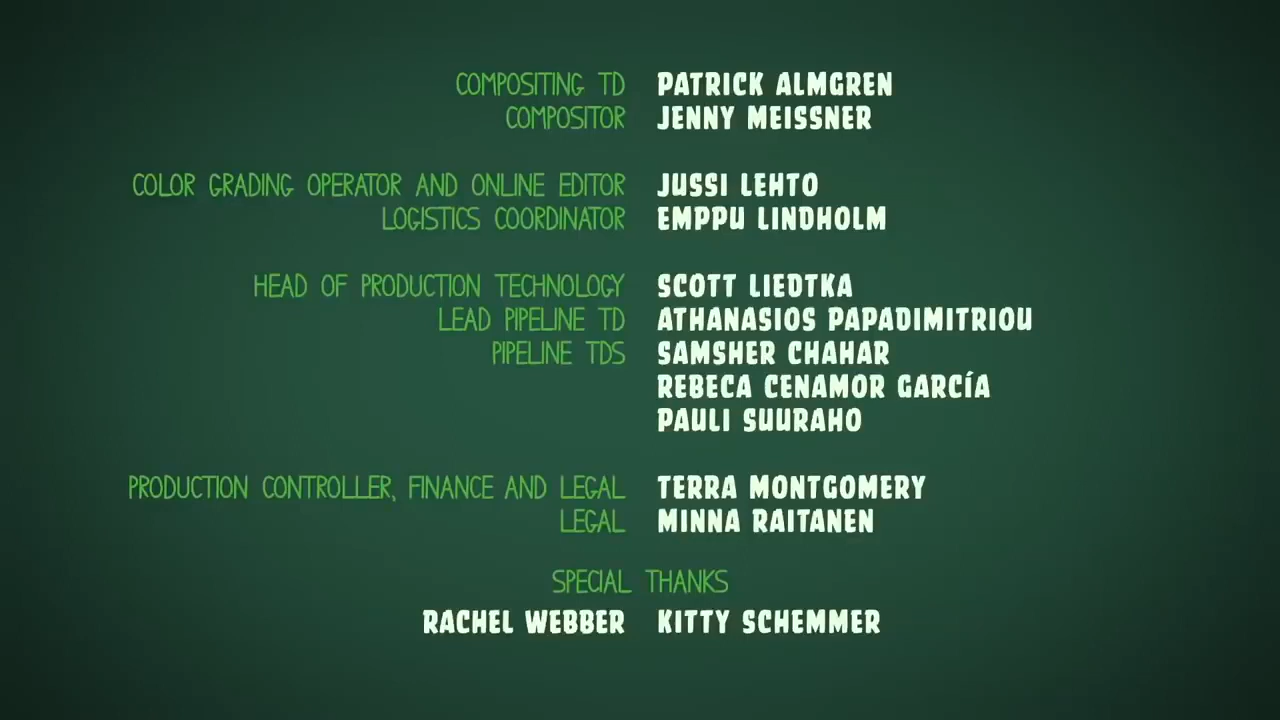 COMPOSITING TD PATRICK ALMGREN
COMPOSITOR JENNY MEISSNER
COLOR GRADING OPERATOR AND ONLINE EDITOR JUSSI LEHTO
LOGISTICS COORDINATOR EMPPU LINDHOLM
HEAD OF PRODUCTION TECHNOLOGY SCOTT LIEDTKA
LEAD PIPELINE TD ATHANASIOS PAPADIMITRIOU
PIPELINE TDS SAMSHER CHAHAR
REBECA CENAMOR GARCÍA
PAULI SUURAHO
PRODUCTION CONTROLLER, FINANCE AND LEGAL TERRA MONTGOMERY
LEGAL MINNA RAITANEN
SPECIAL THANKS
RACHEL WEBBER KITTY SCHEMMER